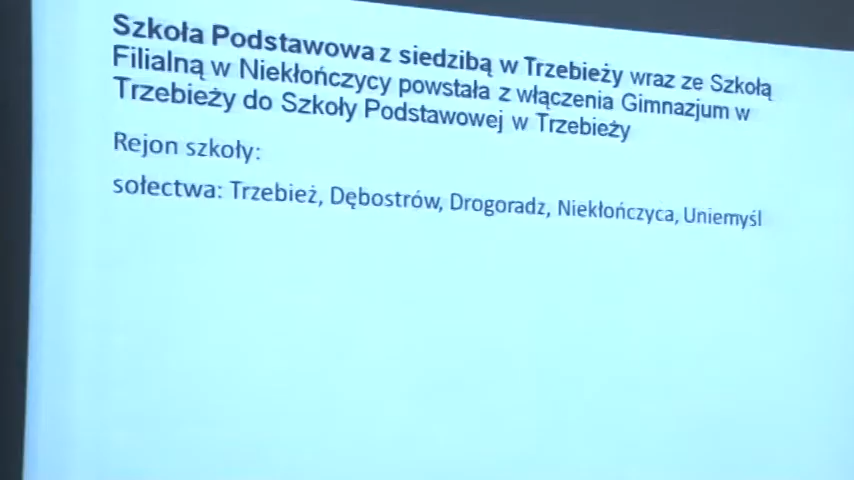 Szkoła Podstawowa z siedzibą w Trzebieży wraz ze Szkołą
Filialną w Niekłończycy powstała z włączenia Gimnazjum w
Trzebieży do Szkoły Podstawowej w Trzebieży
Rejon szkoły:
sołectwa: Trzebież, Dębostrów, Drogoradz, Niekłończyca, Uniemyśl